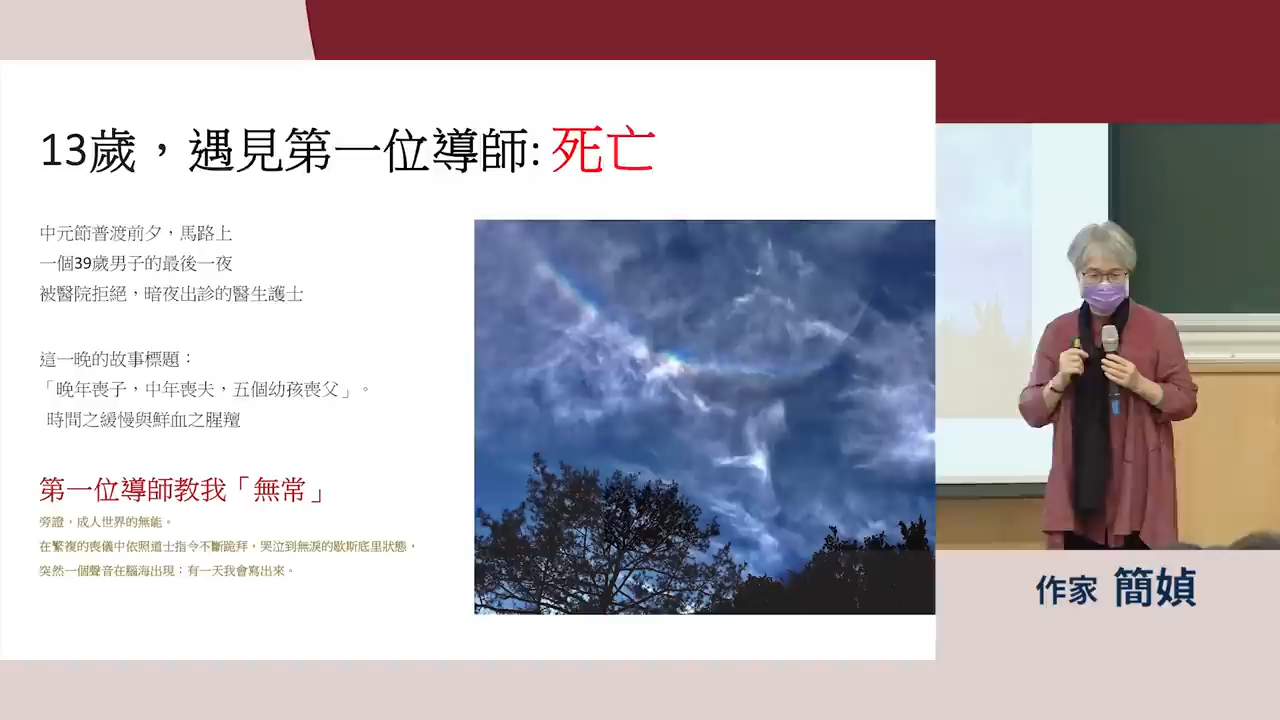 13歲，遇見第一位導師: 死亡
中元節普渡前夕，馬路上
一個39歲男子的最後一夜
被醫院拒絕，暗夜出診的醫生護士
這一晚的故事標題：
「晚年喪子，中年喪夫，五個幼孩喪父」。
時間之緩慢與鮮血之腥羶
第一位導師教我「無常」
旁證，成人世界的無能。
在繁複的喪儀中依照道士指令不斷跪拜，哭泣到無淚的歇斯底里狀態，
突然一個聲音在腦海出現：有一天我會寫出來。
作家 簡媜